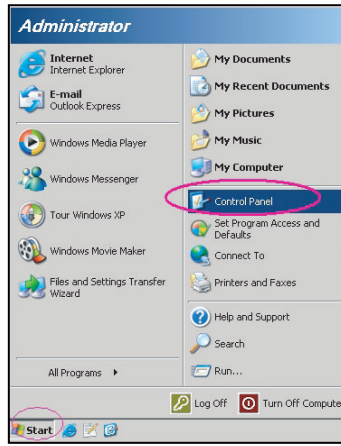 Administrator
Internet
Internet Explorer
E-mail
Outlook Express
Windows Media Player
Windows Messenger
Tour Windows XP
Windows Movie Maker
Files and Settings Transfer
Wizard
All Programs
My Documents
My Recent Documents
My Pictures
My Music
My Computer
Control Panel
Set Program Access and
Defaults
Connect To
Printers and Faxes
Help and Support
Search
Run...
Log Off
Turn Off Compute
Start